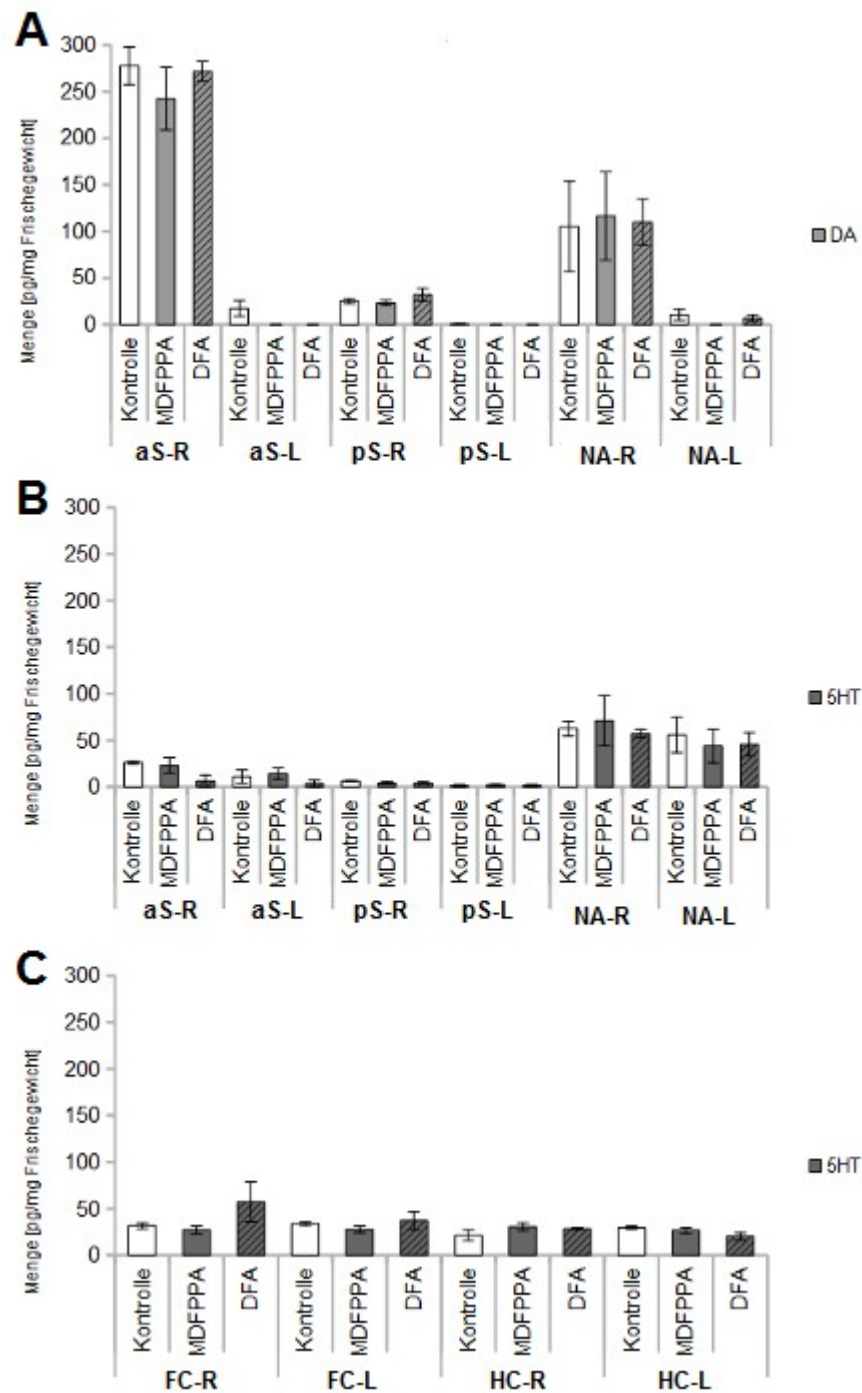 A
Menge [pg/mg Frischegewicht]
300
250
200
150
100
50
0
DA
Kontrolle MDFPPA DFA Kontrolle MDFPPA DFA Kontrolle MDFPPA DFA Kontrolle MDFPPA DFA Kontrolle MDFPPA DFA Kontrolle MDFPPA DFA
aS-R aS-L pS-R pS-L NA-R NA-L
B
Menge [pg/mg Frischegewicht]
300
250
200
150
100
50
0
5HT
Kontrolle MDFPPA DFA Kontrolle MDFPPA DFA Kontrolle MDFPPA DFA Kontrolle MDFPPA DFA Kontrolle MDFPPA DFA Kontrolle MDFPPA DFA
aS-R aS-L pS-R pS-L NA-R NA-L
C
Menge [pg/mg Frischegewicht]
300
250
200
150
100
50
0
5HT
Kontrolle MDFPPA DFA Kontrolle MDFPPA DFA Kontrolle MDFPPA DFA Kontrolle MDFPPA DFA
FC-R FC-L HC-R HC-L